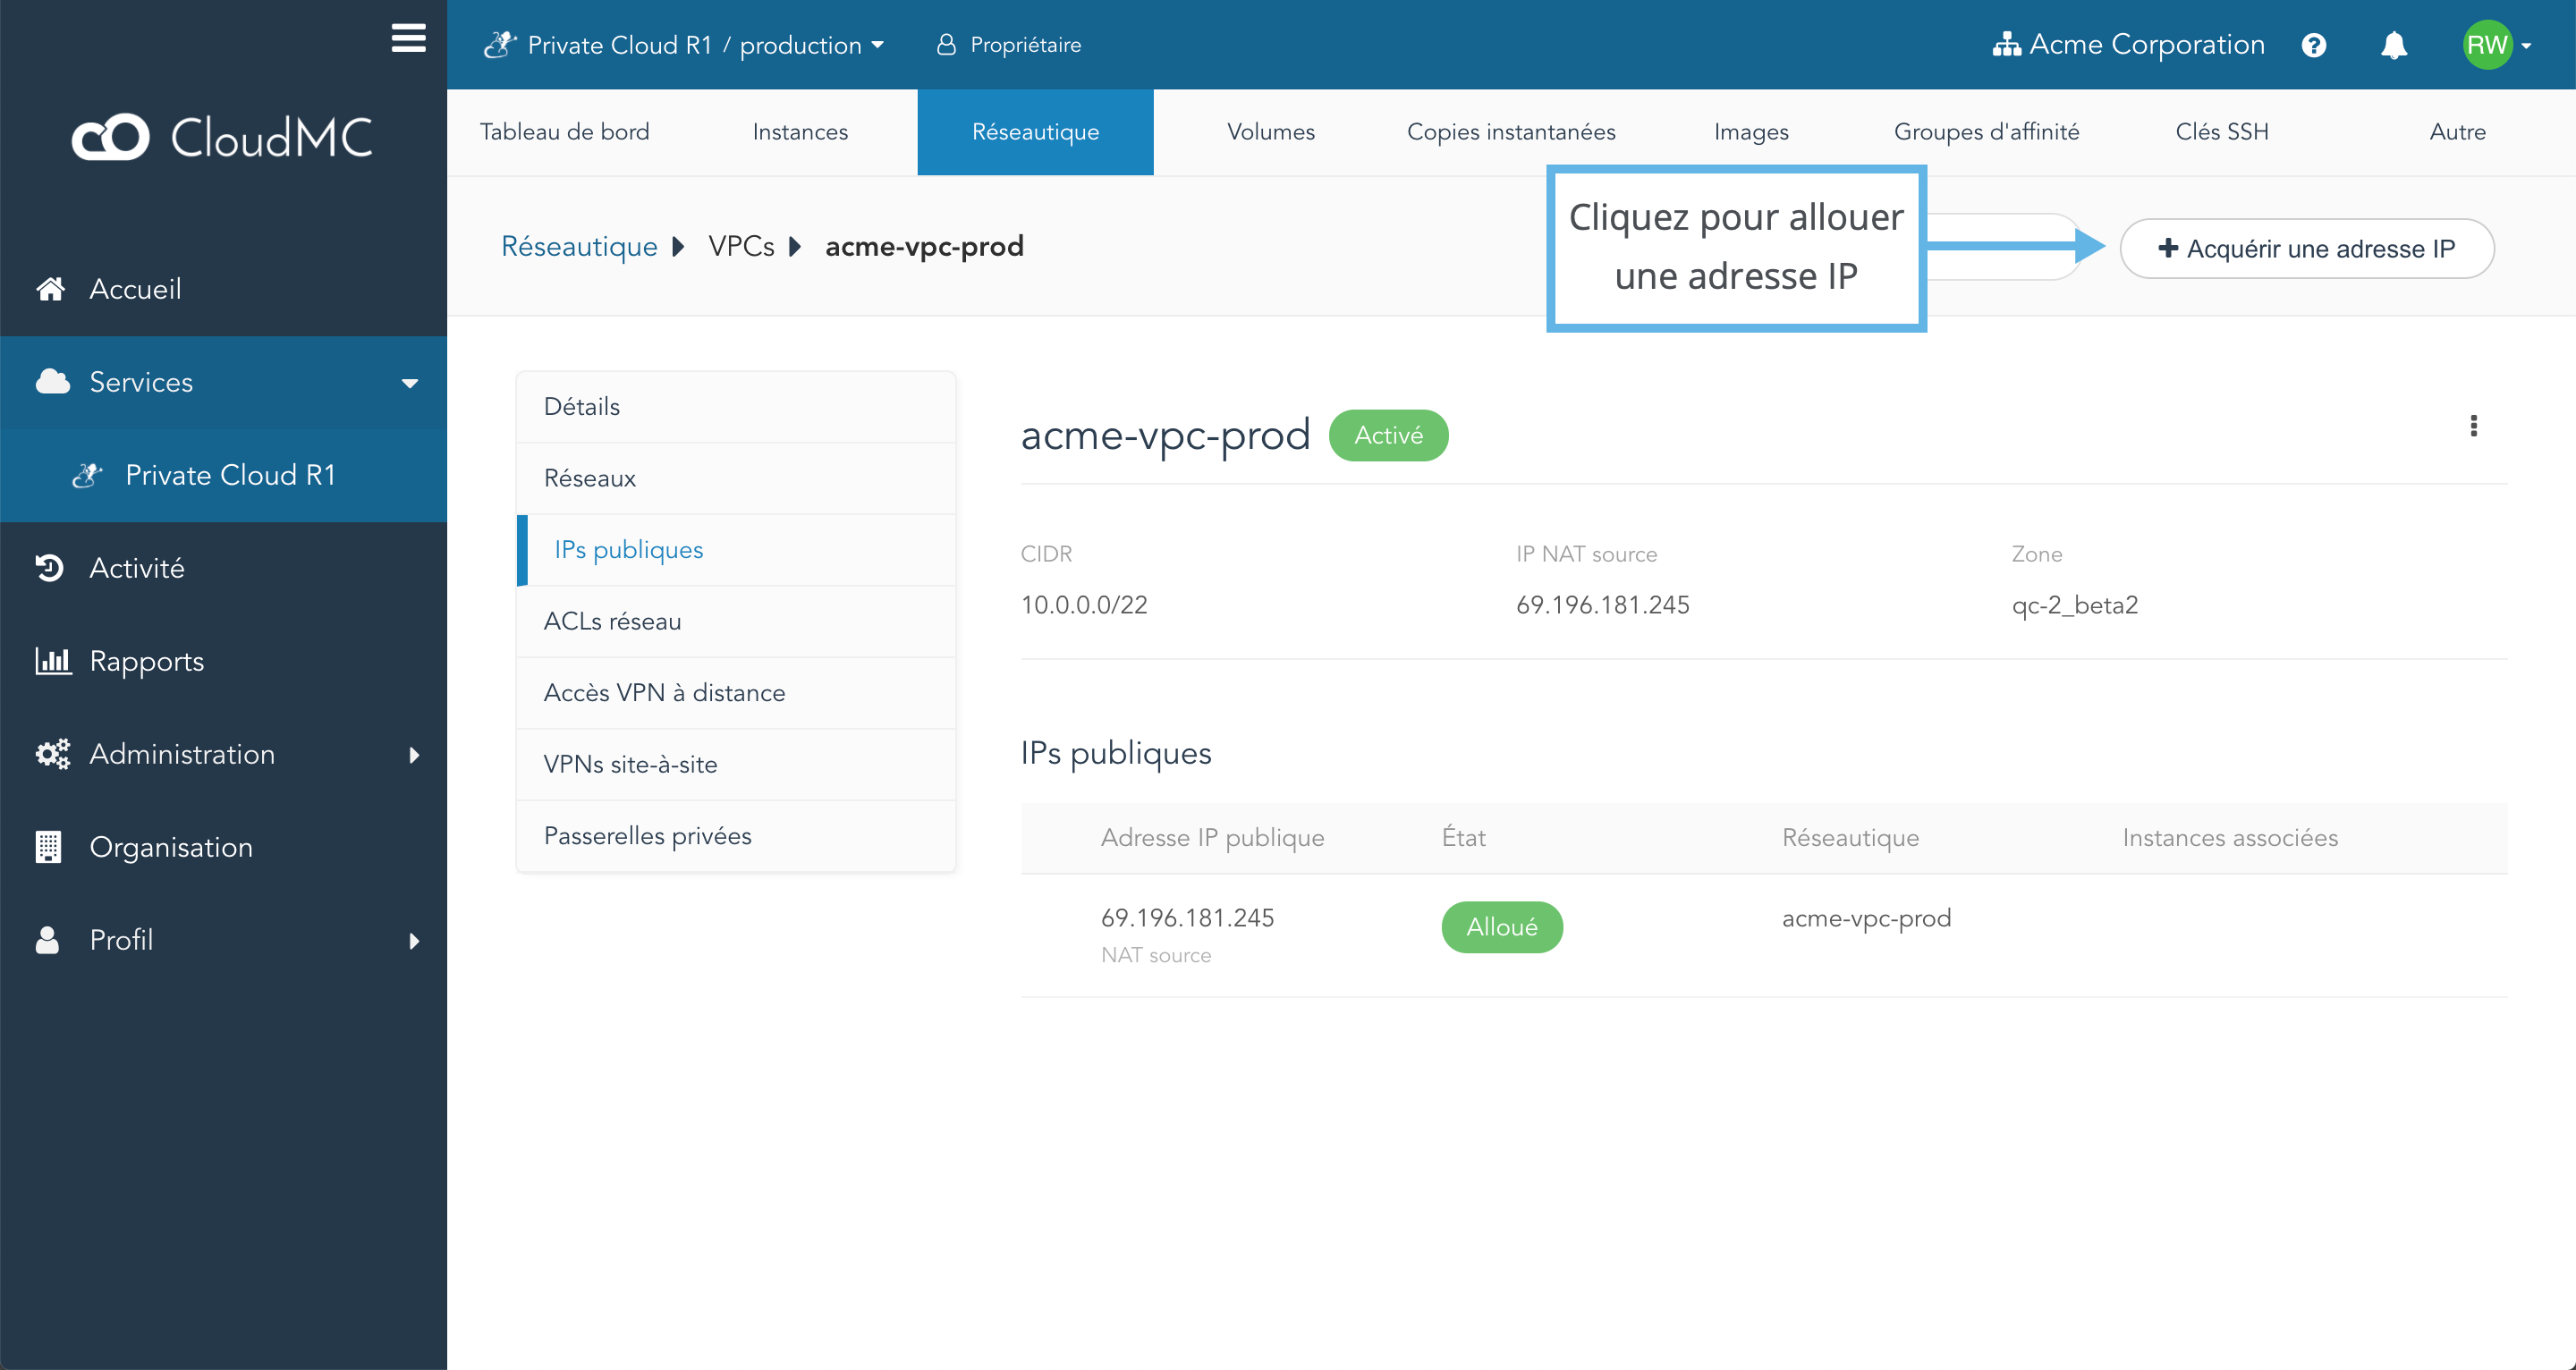 CloudMC
Accueil
Services
Private Cloud R1
Activité
Rapports
Administration
Organisation
Profil
Private Cloud R1 / production
Propriétaire
Acme Corporation
RW
Tableau de bord
Instances
Réseautique
Volumes
Copies instantanées
Images
Groupes d'affinité
Clés SSH
Autre
Réseautique VPCs acme-vpc-prod
Cliquez pour allouer
une adresse IP
Acquérir une adresse IP
Détails
Réseaux
IPs publiques
ACLs réseau
Accès VPN à distance
VPNs site-à-site
Passerelles privées
acme-vpc-prod Activé
CIDR
10.0.0.0/22
IP NAT source
69.196.181.245
Zone
qc-2_beta2
IPs publiques
Adresse IP publique État Réseautique Instances associées
69.196.181.245 Alloué acme-vpc-prod
NAT source